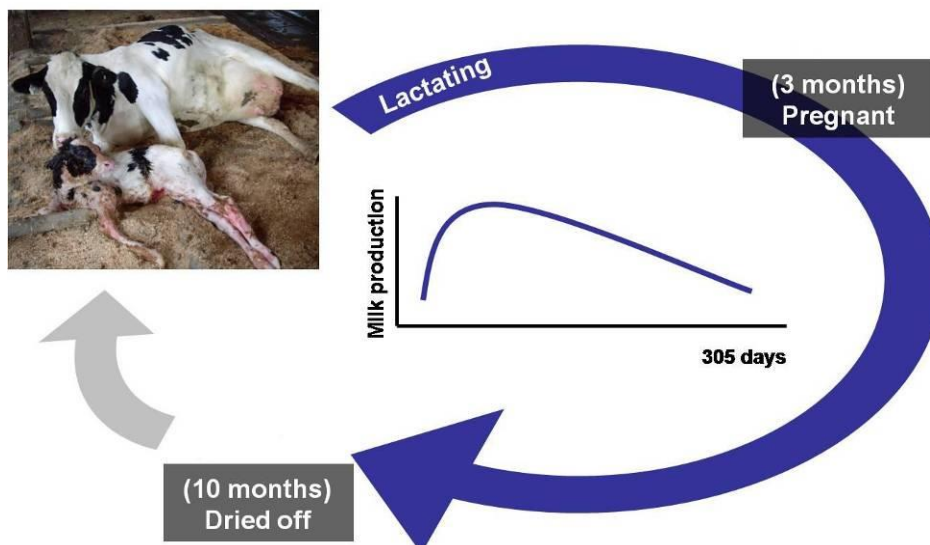 Lactating
(3 months)
Pregnant
Milk production
305 days
(10 months)
Dried off